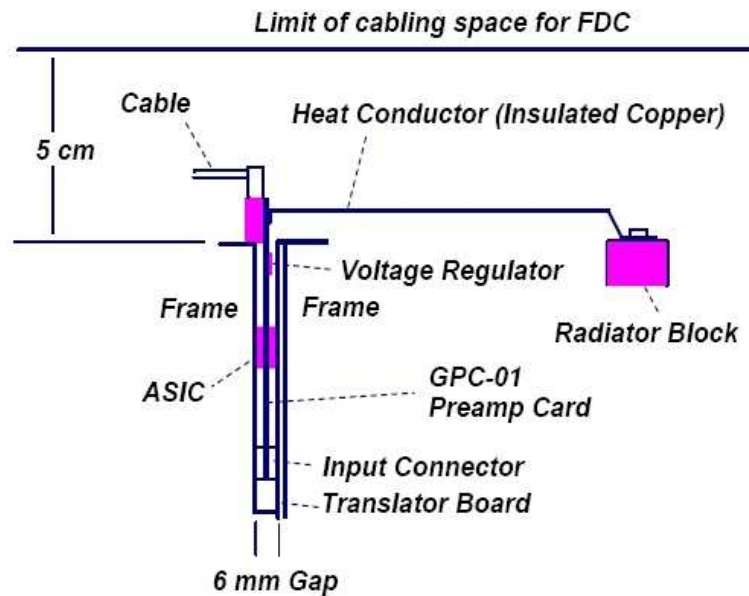 Limit of cabling space for FDC
Cable
Heat Conductor (Insulated Copper)
5 cm
Voltage Regulator
Frame
Frame
Radiator Block
ASIC
GPC-01
Preamp Card
Input Connector
Translator Board
6 mm Gap